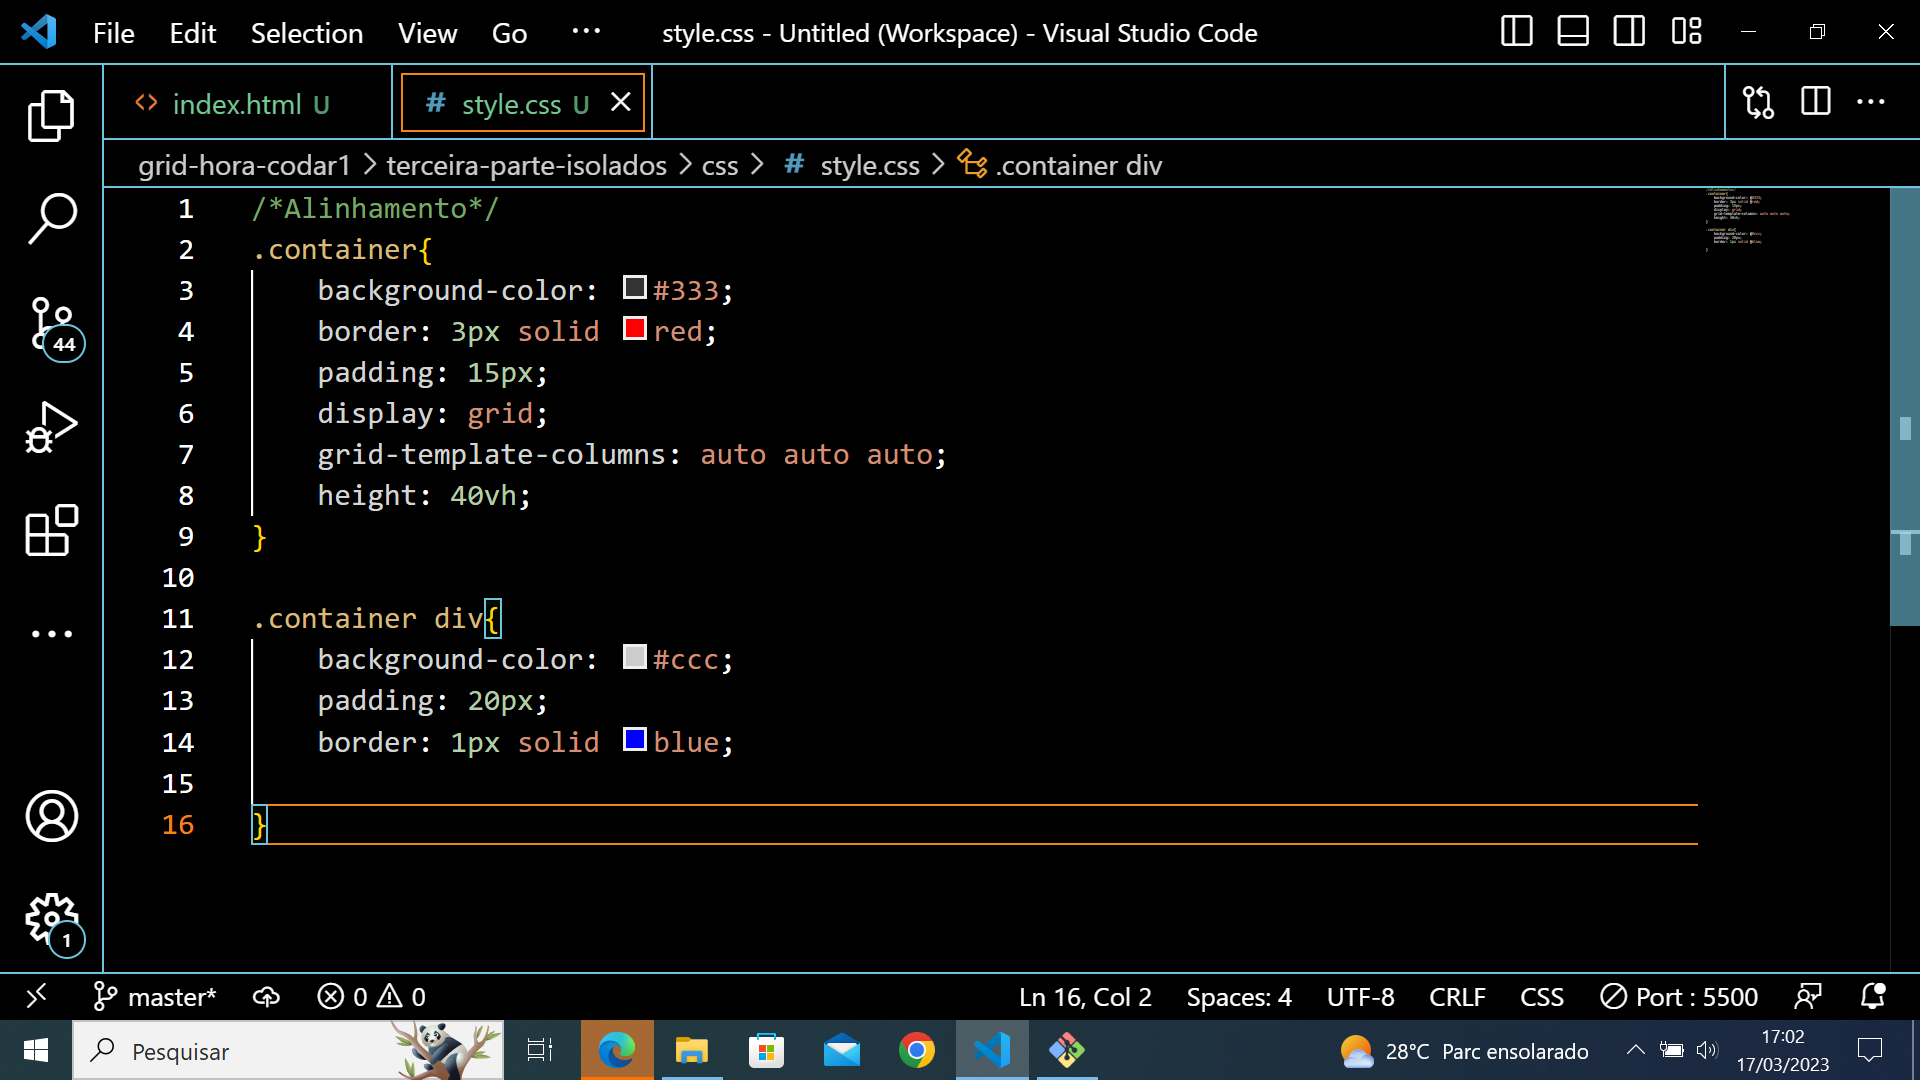 File Edit Selection View Go ··· style.css - Untitled (Workspace) - Visual Studio Code
index.html U # style.css U
grid-hora-codar1 > terceira-parte-isolados > css > # style.css > .container div
1 /*Alinhamento*/
2 .container{
3 background-color: #333;
4 border: 3px solid red;
5 padding: 15px;
6 display: grid;
7 grid-template-columns: auto auto auto;
8 height: 40vh;
9 }
10
11 .container div{
12 background-color: #ccc;
13 padding: 20px;
14 border: 1px solid blue;
15
16 }
44
1
master* 0 0 Ln 16, Col 2 Spaces: 4 UTF-8 CRLF CSS Port : 5500
Pesquisar 28°C Parc ensolarado 17:02
17/03/2023